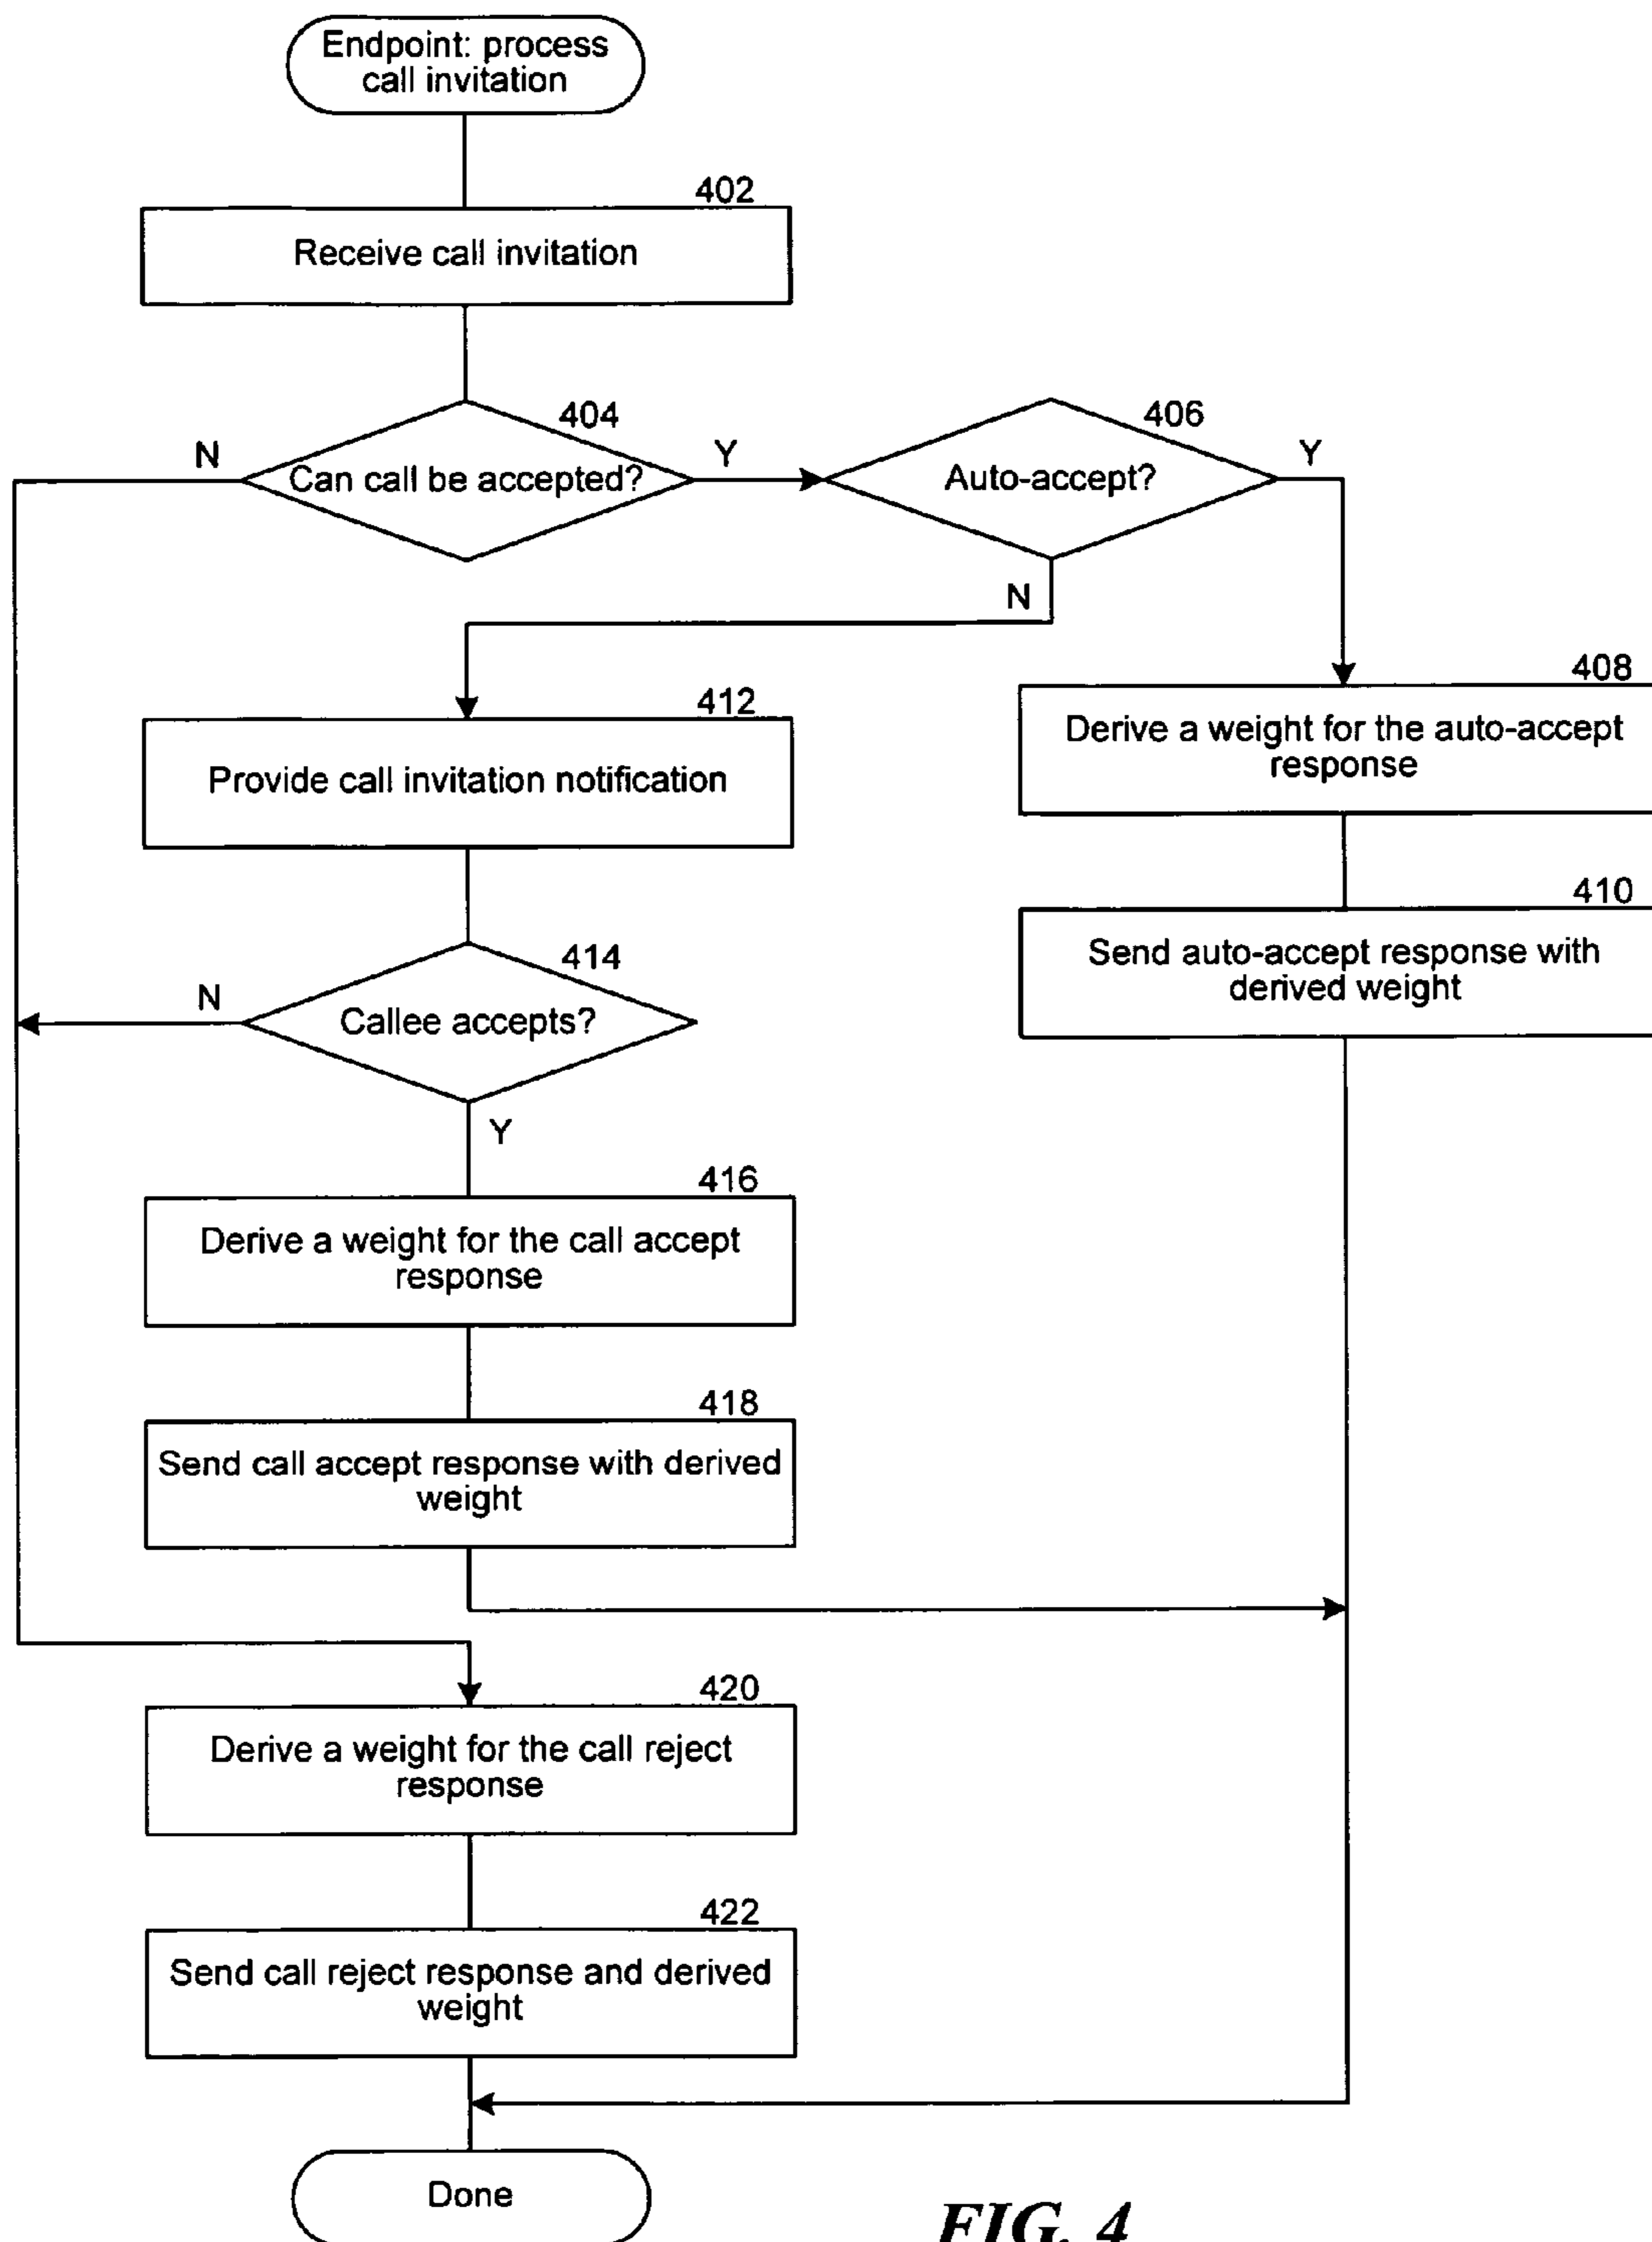 Endpoint: process
call invitation
402
Receive call invitation
404
N
Can call be accepted?
Y
406
Auto-accept?
Y
N
408
Derive a weight for the auto-accept
response
412
Provide call invitation notification
410
Send auto-accept response with
derived weight
414
N
Callee accepts?
Y
416
Derive a weight for the call accept
response
418
Send call accept response with derived
weight
420
Derive a weight for the call reject
response
422
Send call reject response and derived
weight
Done
FIG. 4